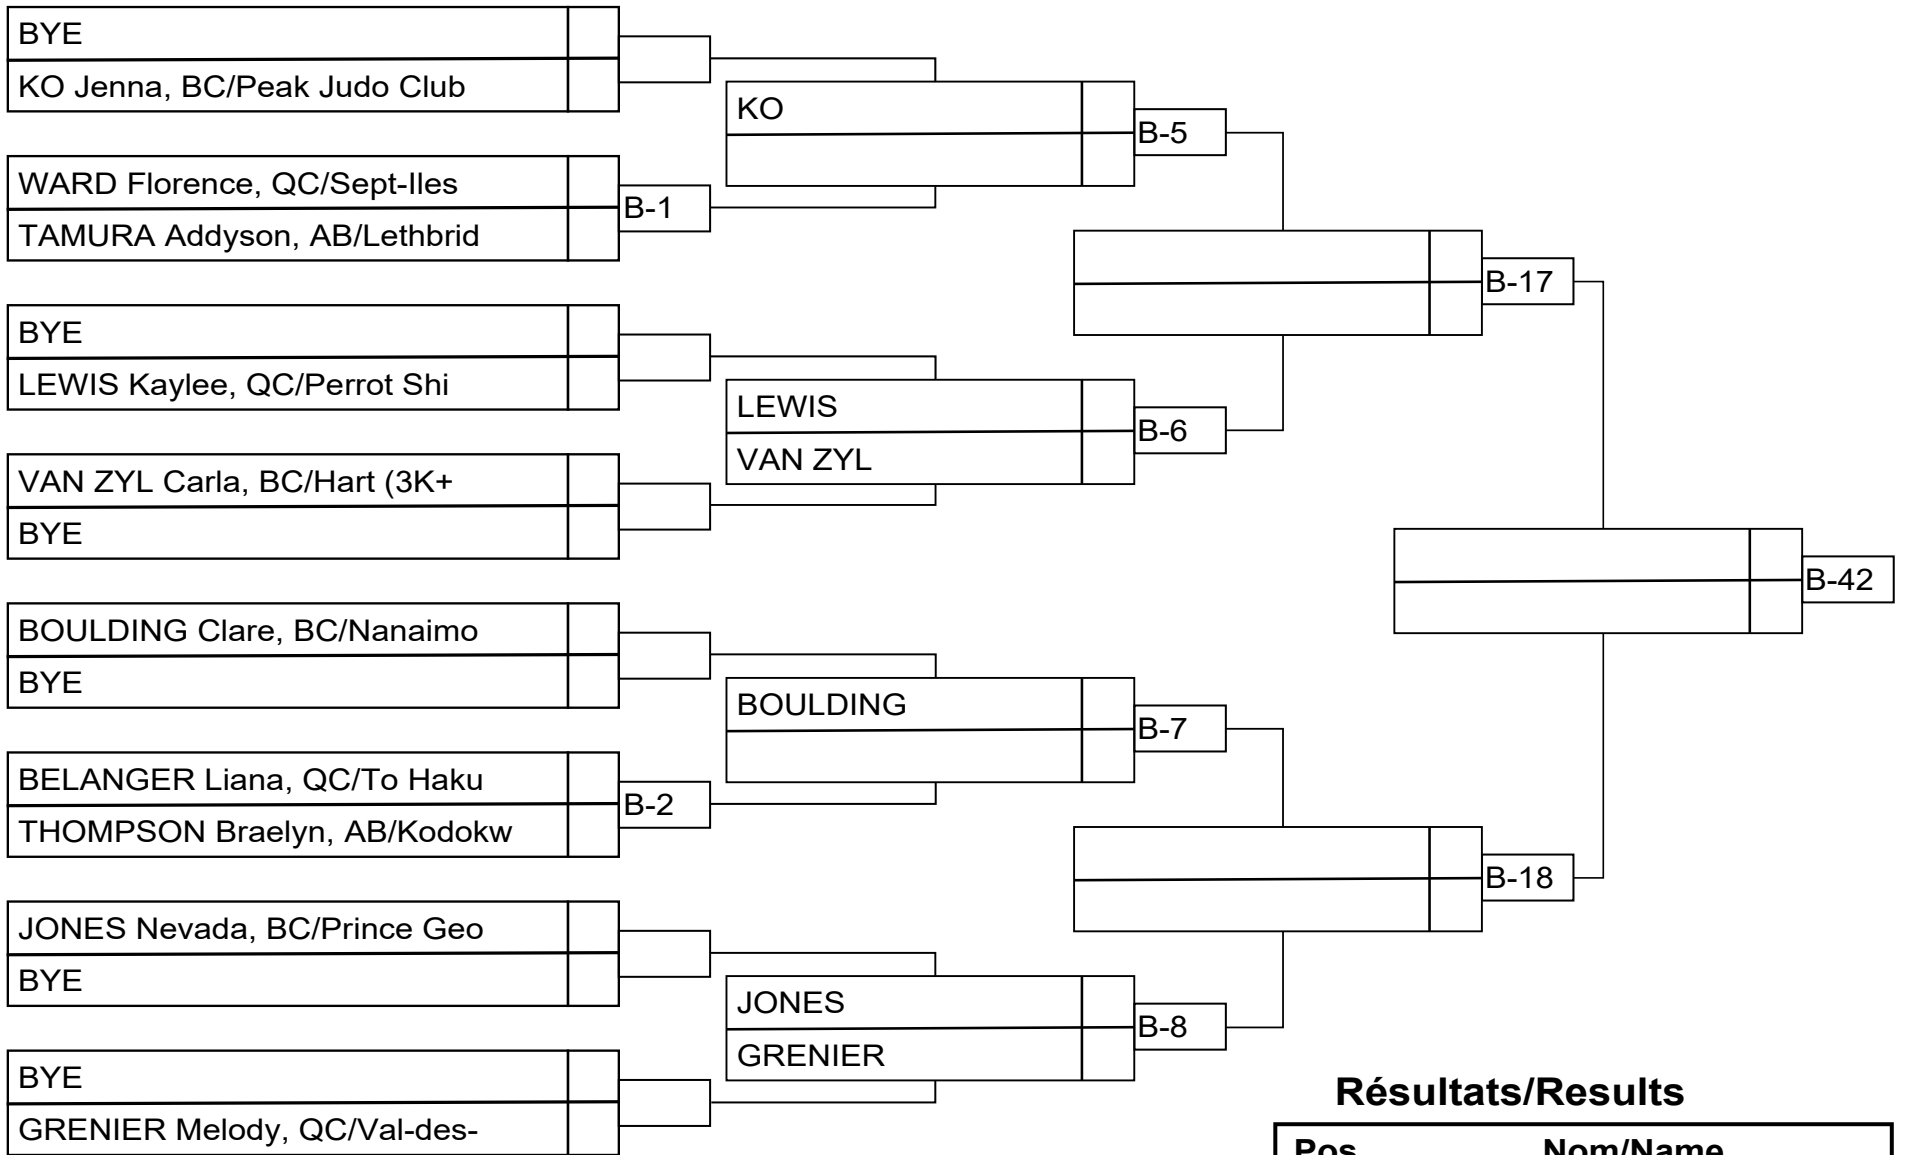 BYE
KO Jenna, BC/Peak Judo Club
WARD Florence, QC/Sept-Iles
TAMURA Addyson, AB/Lethbrid
BYE
LEWIS Kaylee, QC/Perrot Shi
VAN ZYL Carla, BC/Hart (3K+
BYE
BOULDING Clare, BC/Nanaimo
BYE
BELANGER Liana, QC/To Haku
THOMPSON Braelyn, AB/Kodokw
JONES Nevada, BC/Prince Geo
BYE
BYE
GRENIER Melody, QC/Val-des-
B-1
B-2
KO
B-5
LEWIS
VAN ZYL
B-6
BOULDING
B-7
JONES
GRENIER
B-8
B-17
B-18
B-42
Résultats/Results
Pos Nom/Name